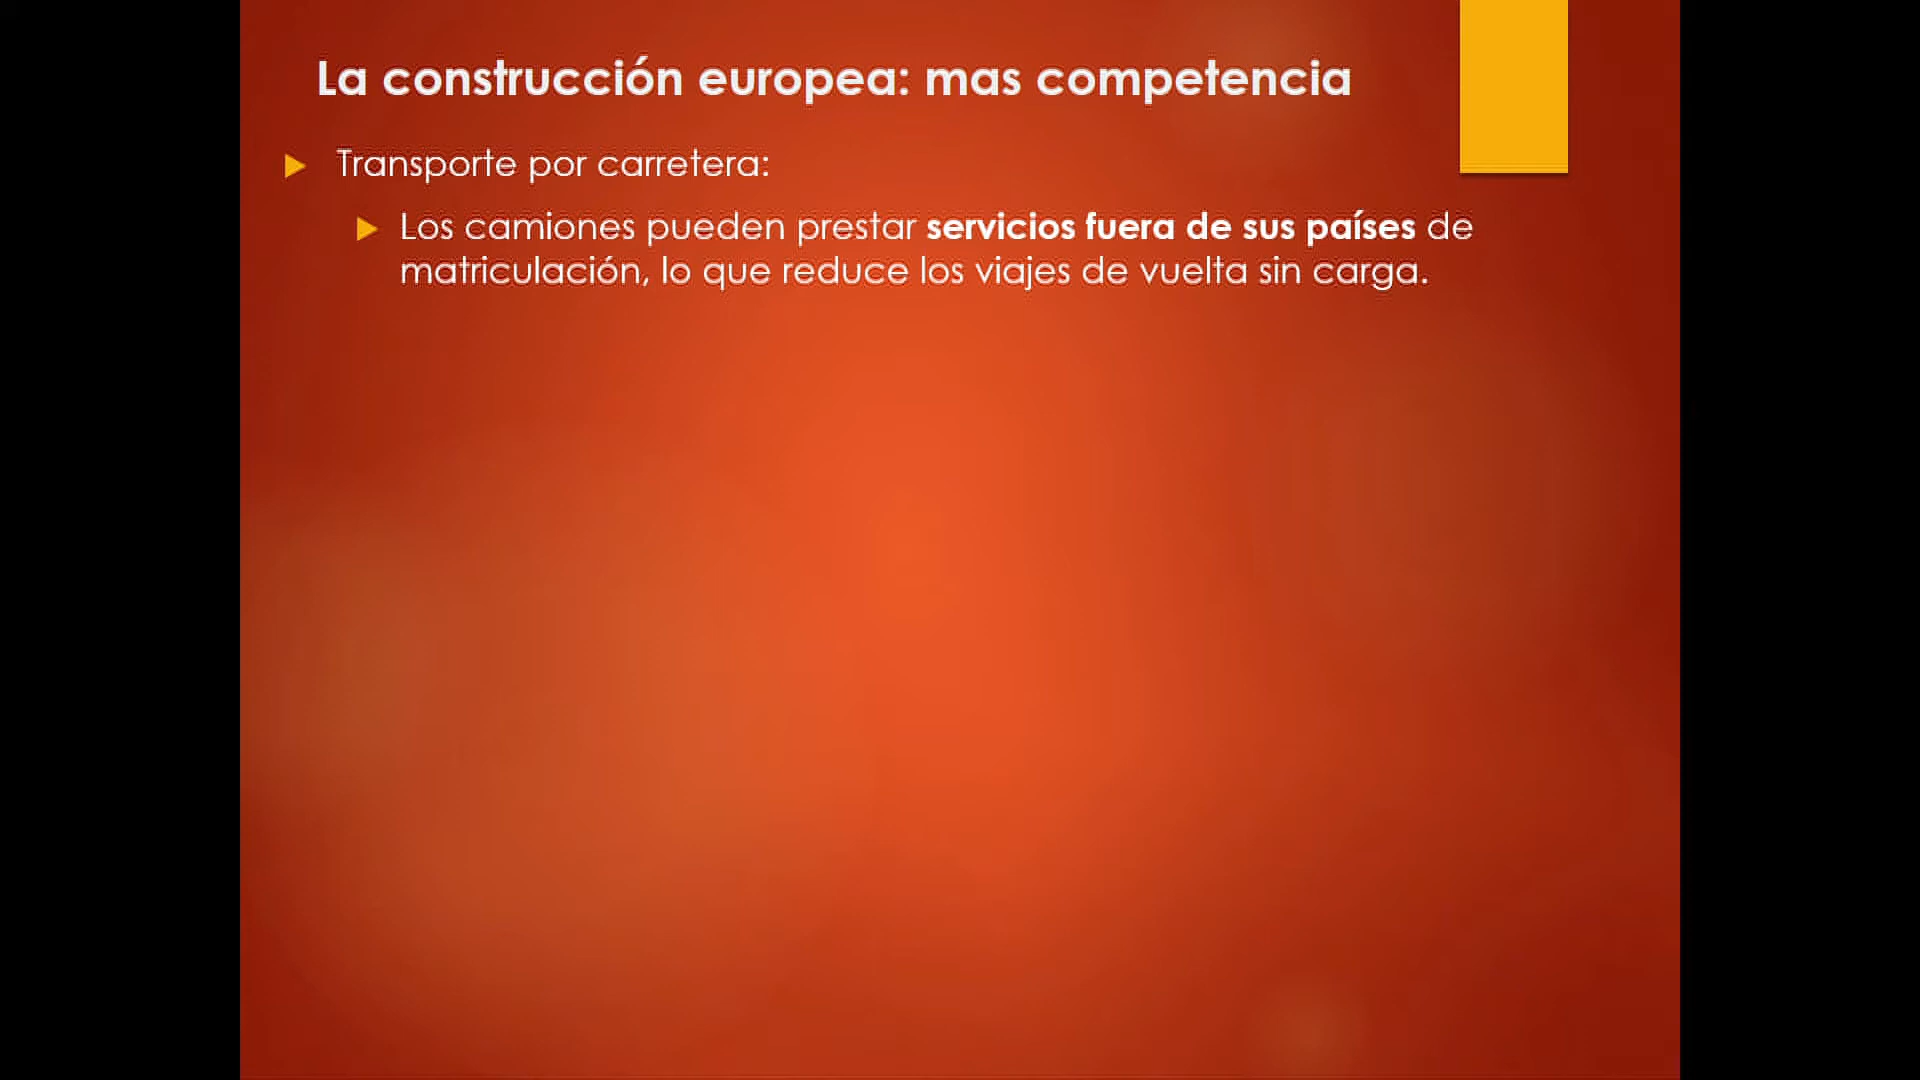 La construcción europea: mas competencia
Transporte por carretera:
Los camiones pueden prestar servicios fuera de sus países de
matriculación, lo que reduce los viajes de vuelta sin carga.